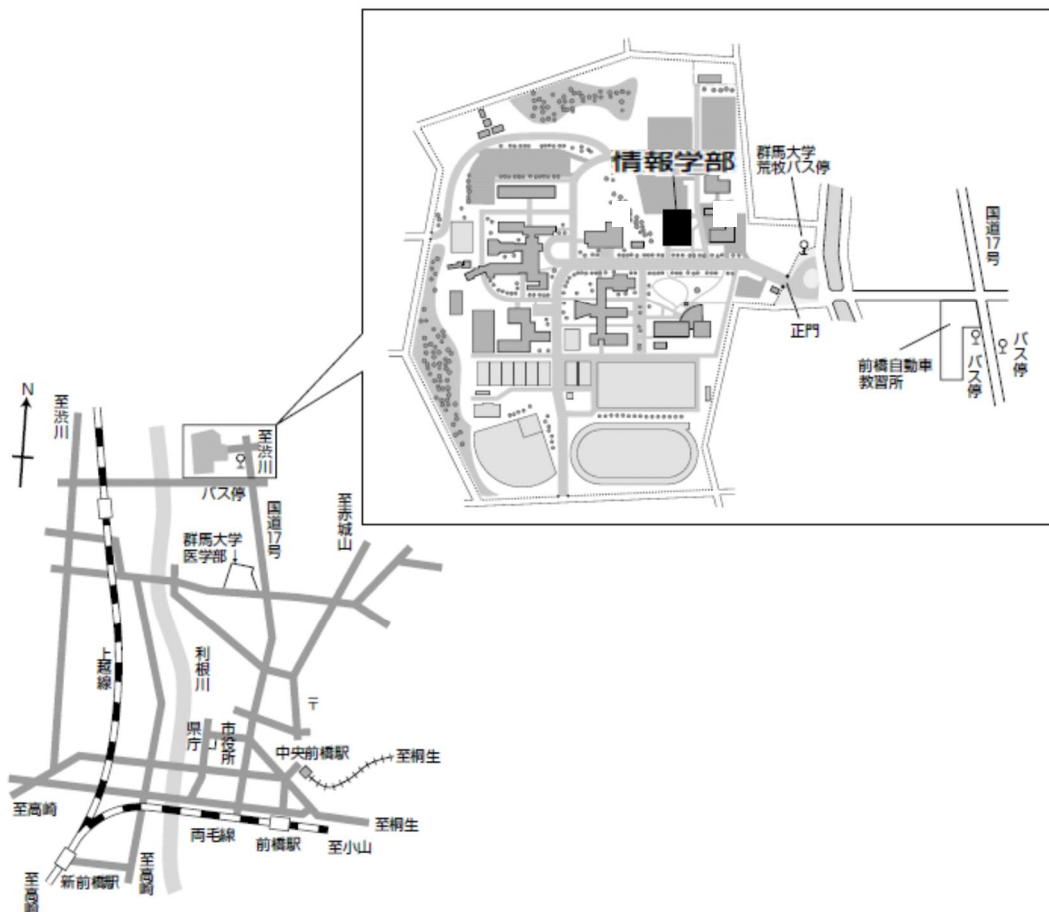 情報学部
群馬大学
荒牧バス停
国道17号
正門
前橋自動車
教習所
バス停
バス停
N
至渋川
至渋川
バス停
国道17号
至赤城山
群馬大学
医学部
上越線
利根川
〒
県庁
市役所
中央前橋駅
至桐生
至高崎
至桐生
両毛線
前橋駅
至小山
新前橋駅
至高崎
至高崎